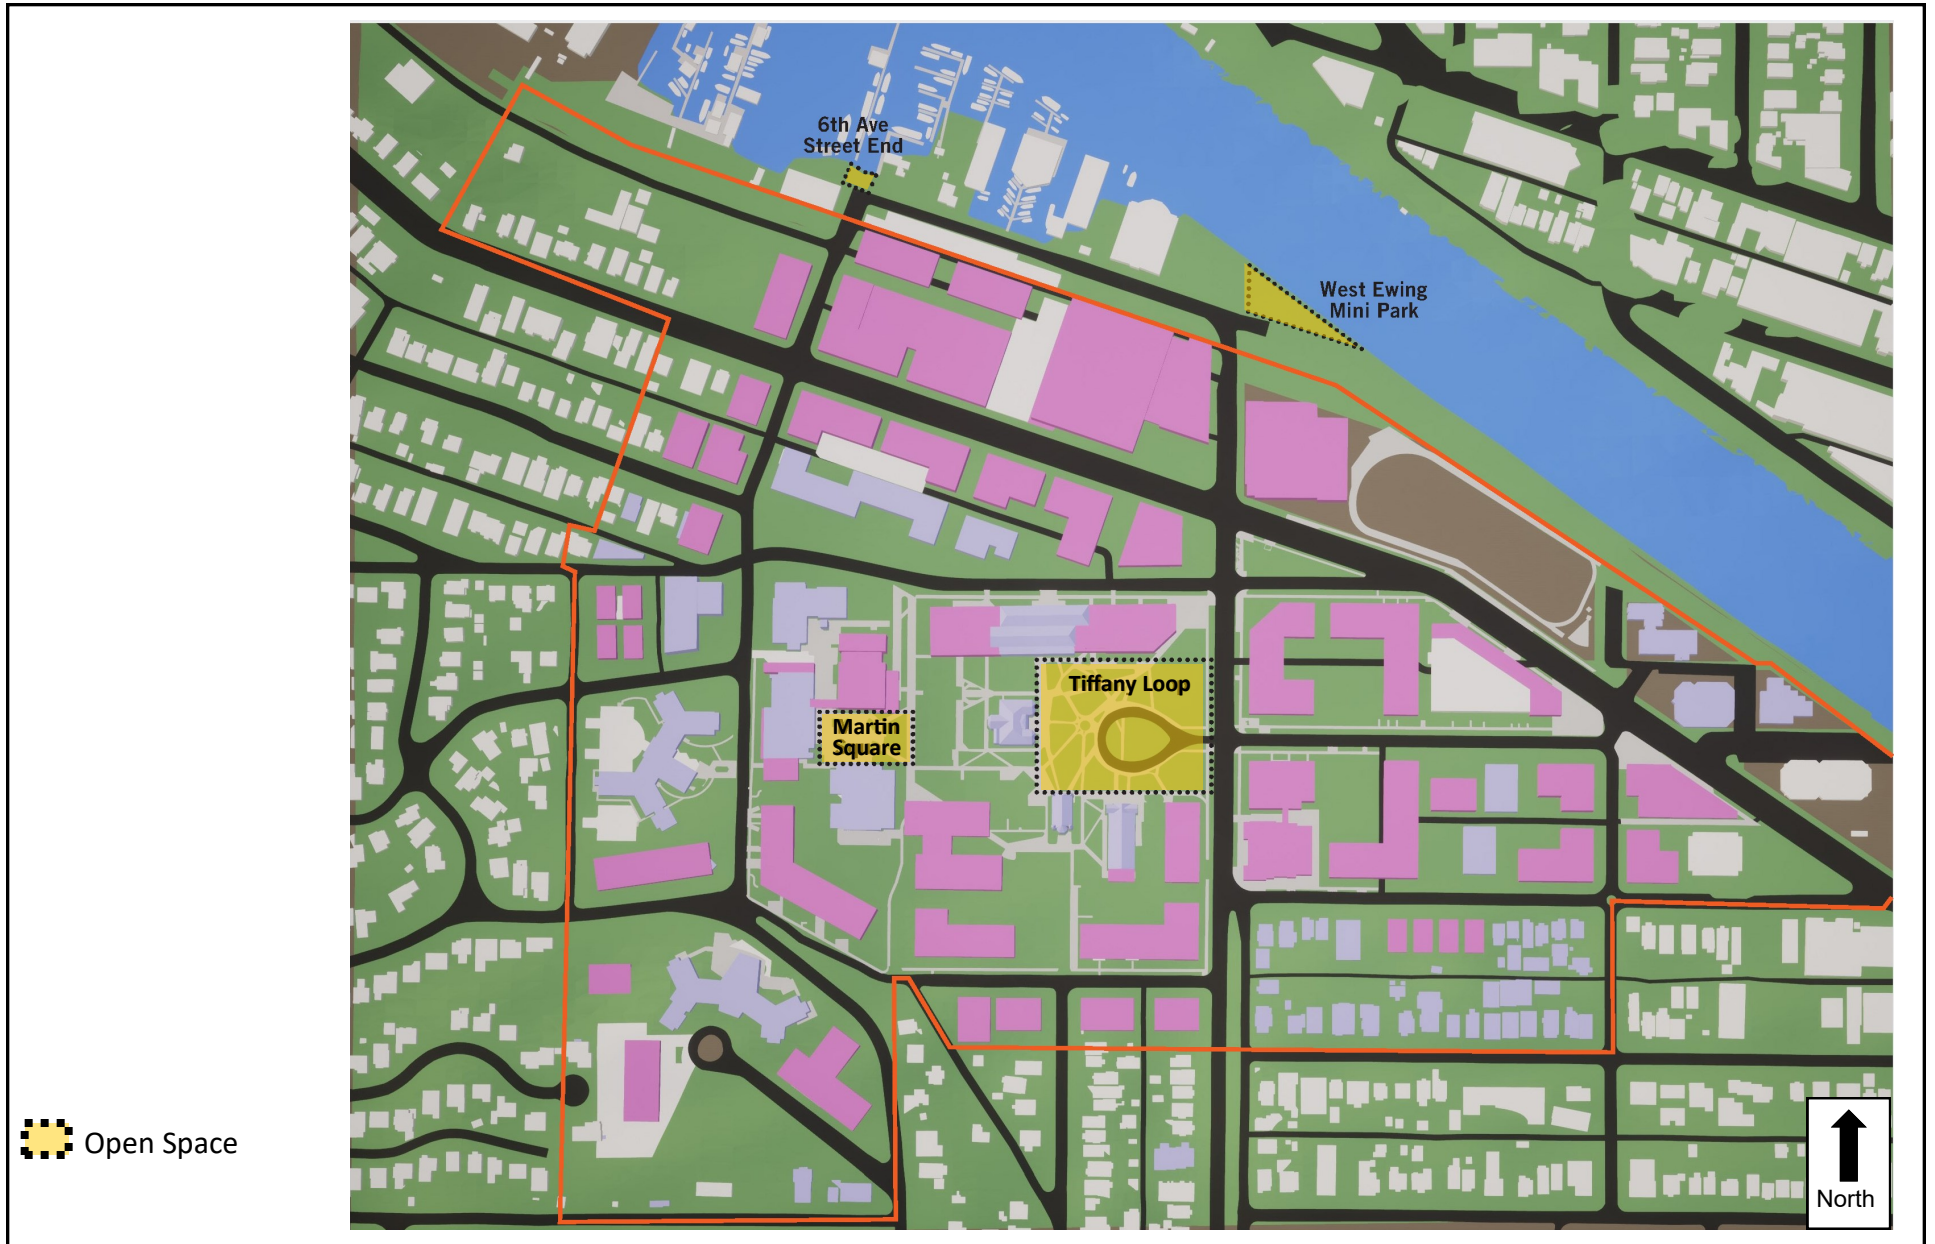 6th Ave
Street End
West Ewing
Mini Park
Tiffany Loop
Martin
Square
Open Space
North